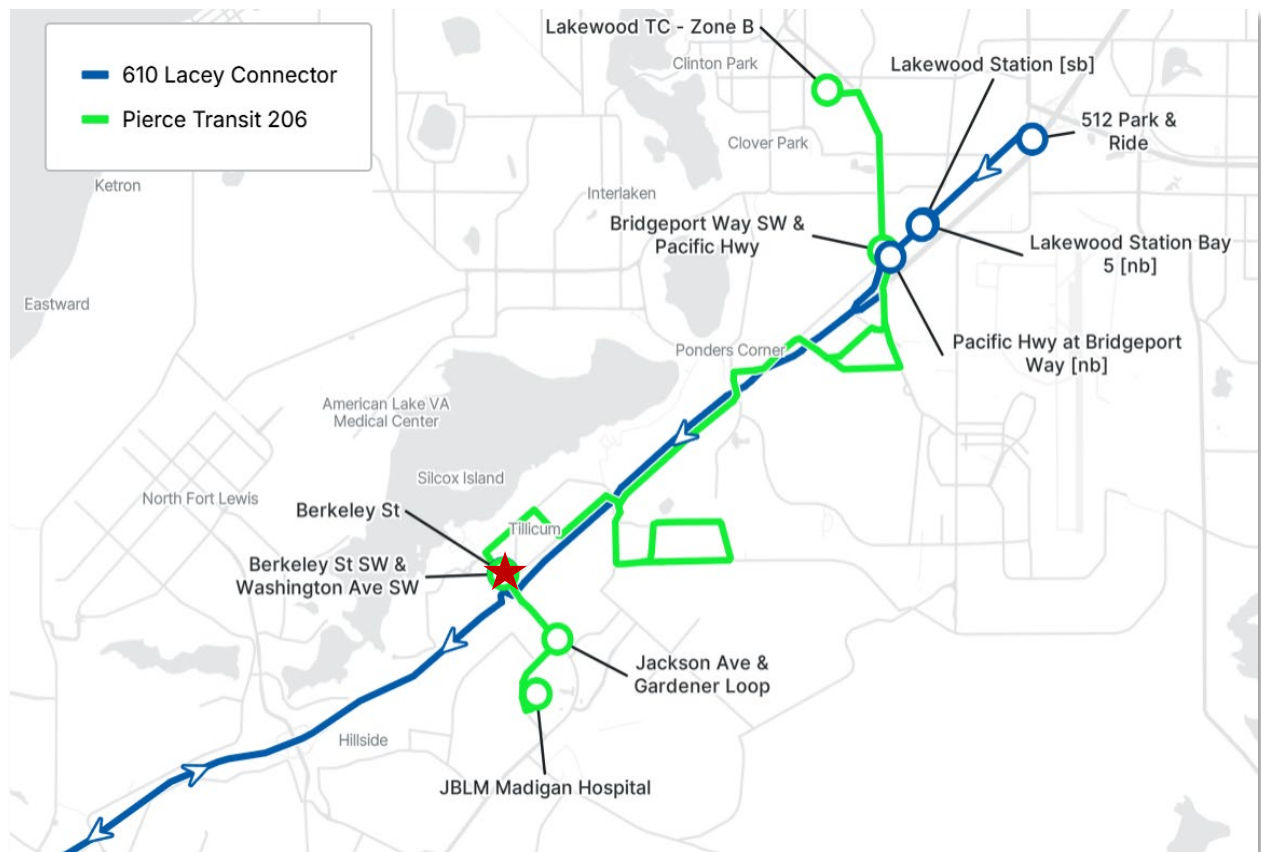 610 Lacey Connector
Pierce Transit 206
Lakewood TC - Zone B
Clinton Park
Lakewood Station [sb]
512 Park &
Ride
Clover Park
Ketron
Interlaken
Bridgeport Way SW &
Pacific Hwy
Lakewood Station Bay
5 [nb]
Eastward
Pacific Hwy at Bridgeport
Way [nb]
Ponders Corner
American Lake VA
Medical Center
Silcox Island
North Fort Lewis
Berkeley St
Tillicum
Berkeley St SW &
Washington Ave SW
Jackson Ave &
Gardener Loop
Hillside
JBLM Madigan Hospital